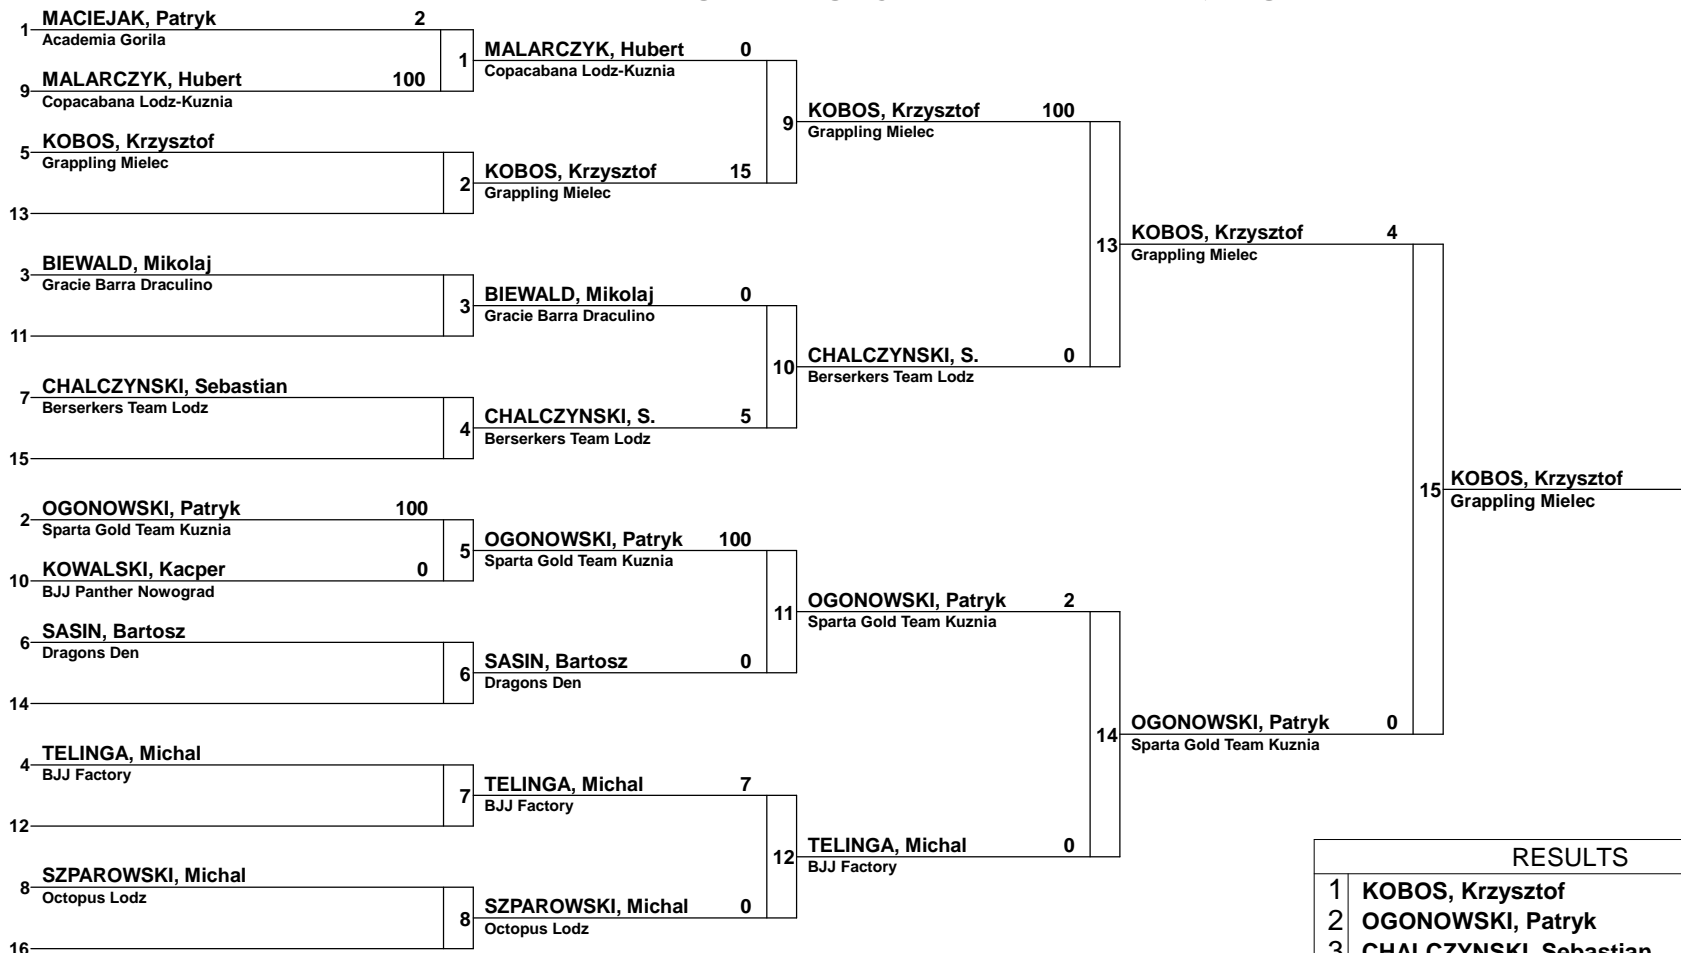 1 MACIEJAK, Patryk 2
Academia Gorila
9 MALARCZYK, Hubert 100
Copacabana Lodz-Kuznia
5 KOBOS, Krzysztof
Grappling Mielec
13
3 BIEWALD, Mikolaj
Gracie Barra Draculino
11
7 CHALCZYNSKI, Sebastian
Berserkers Team Lodz
15
2 OGONOWSKI, Patryk 100
Sparta Gold Team Kuznia
10 KOWALSKI, Kacper 0
BJJ Panther Nowograd
6 SASIN, Bartosz
Dragons Den
14
4 TELINGA, Michal
BJJ Factory
12
8 SZPAROWSKI, Michal
Octopus Lodz
16
1 MALARCZYK, Hubert 0
Copacabana Lodz-Kuznia
2 KOBOS, Krzysztof 15
Grappling Mielec
3 BIEWALD, Mikolaj 0
Gracie Barra Draculino
4 CHALCZYNSKI, S. 5
Berserkers Team Lodz
5 OGONOWSKI, Patryk 100
Sparta Gold Team Kuznia
6 SASIN, Bartosz 0
Dragons Den
7 TELINGA, Michal 7
BJJ Factory
8 SZPAROWSKI, Michal 0
Octopus Lodz
9 KOBOS, Krzysztof 100
Grappling Mielec
10 CHALCZYNSKI, S. 0
Berserkers Team Lodz
11 OGONOWSKI, Patryk 2
Sparta Gold Team Kuznia
12 TELINGA, Michal 0
BJJ Factory
13 KOBOS, Krzysztof 4
Grappling Mielec
14 OGONOWSKI, Patryk 0
Sparta Gold Team Kuznia
15 KOBOS, Krzysztof
Grappling Mielec
RESULTS
1 KOBOS, Krzysztof
2 OGONOWSKI, Patryk
3 CHALCZYNSKI, Sebastian